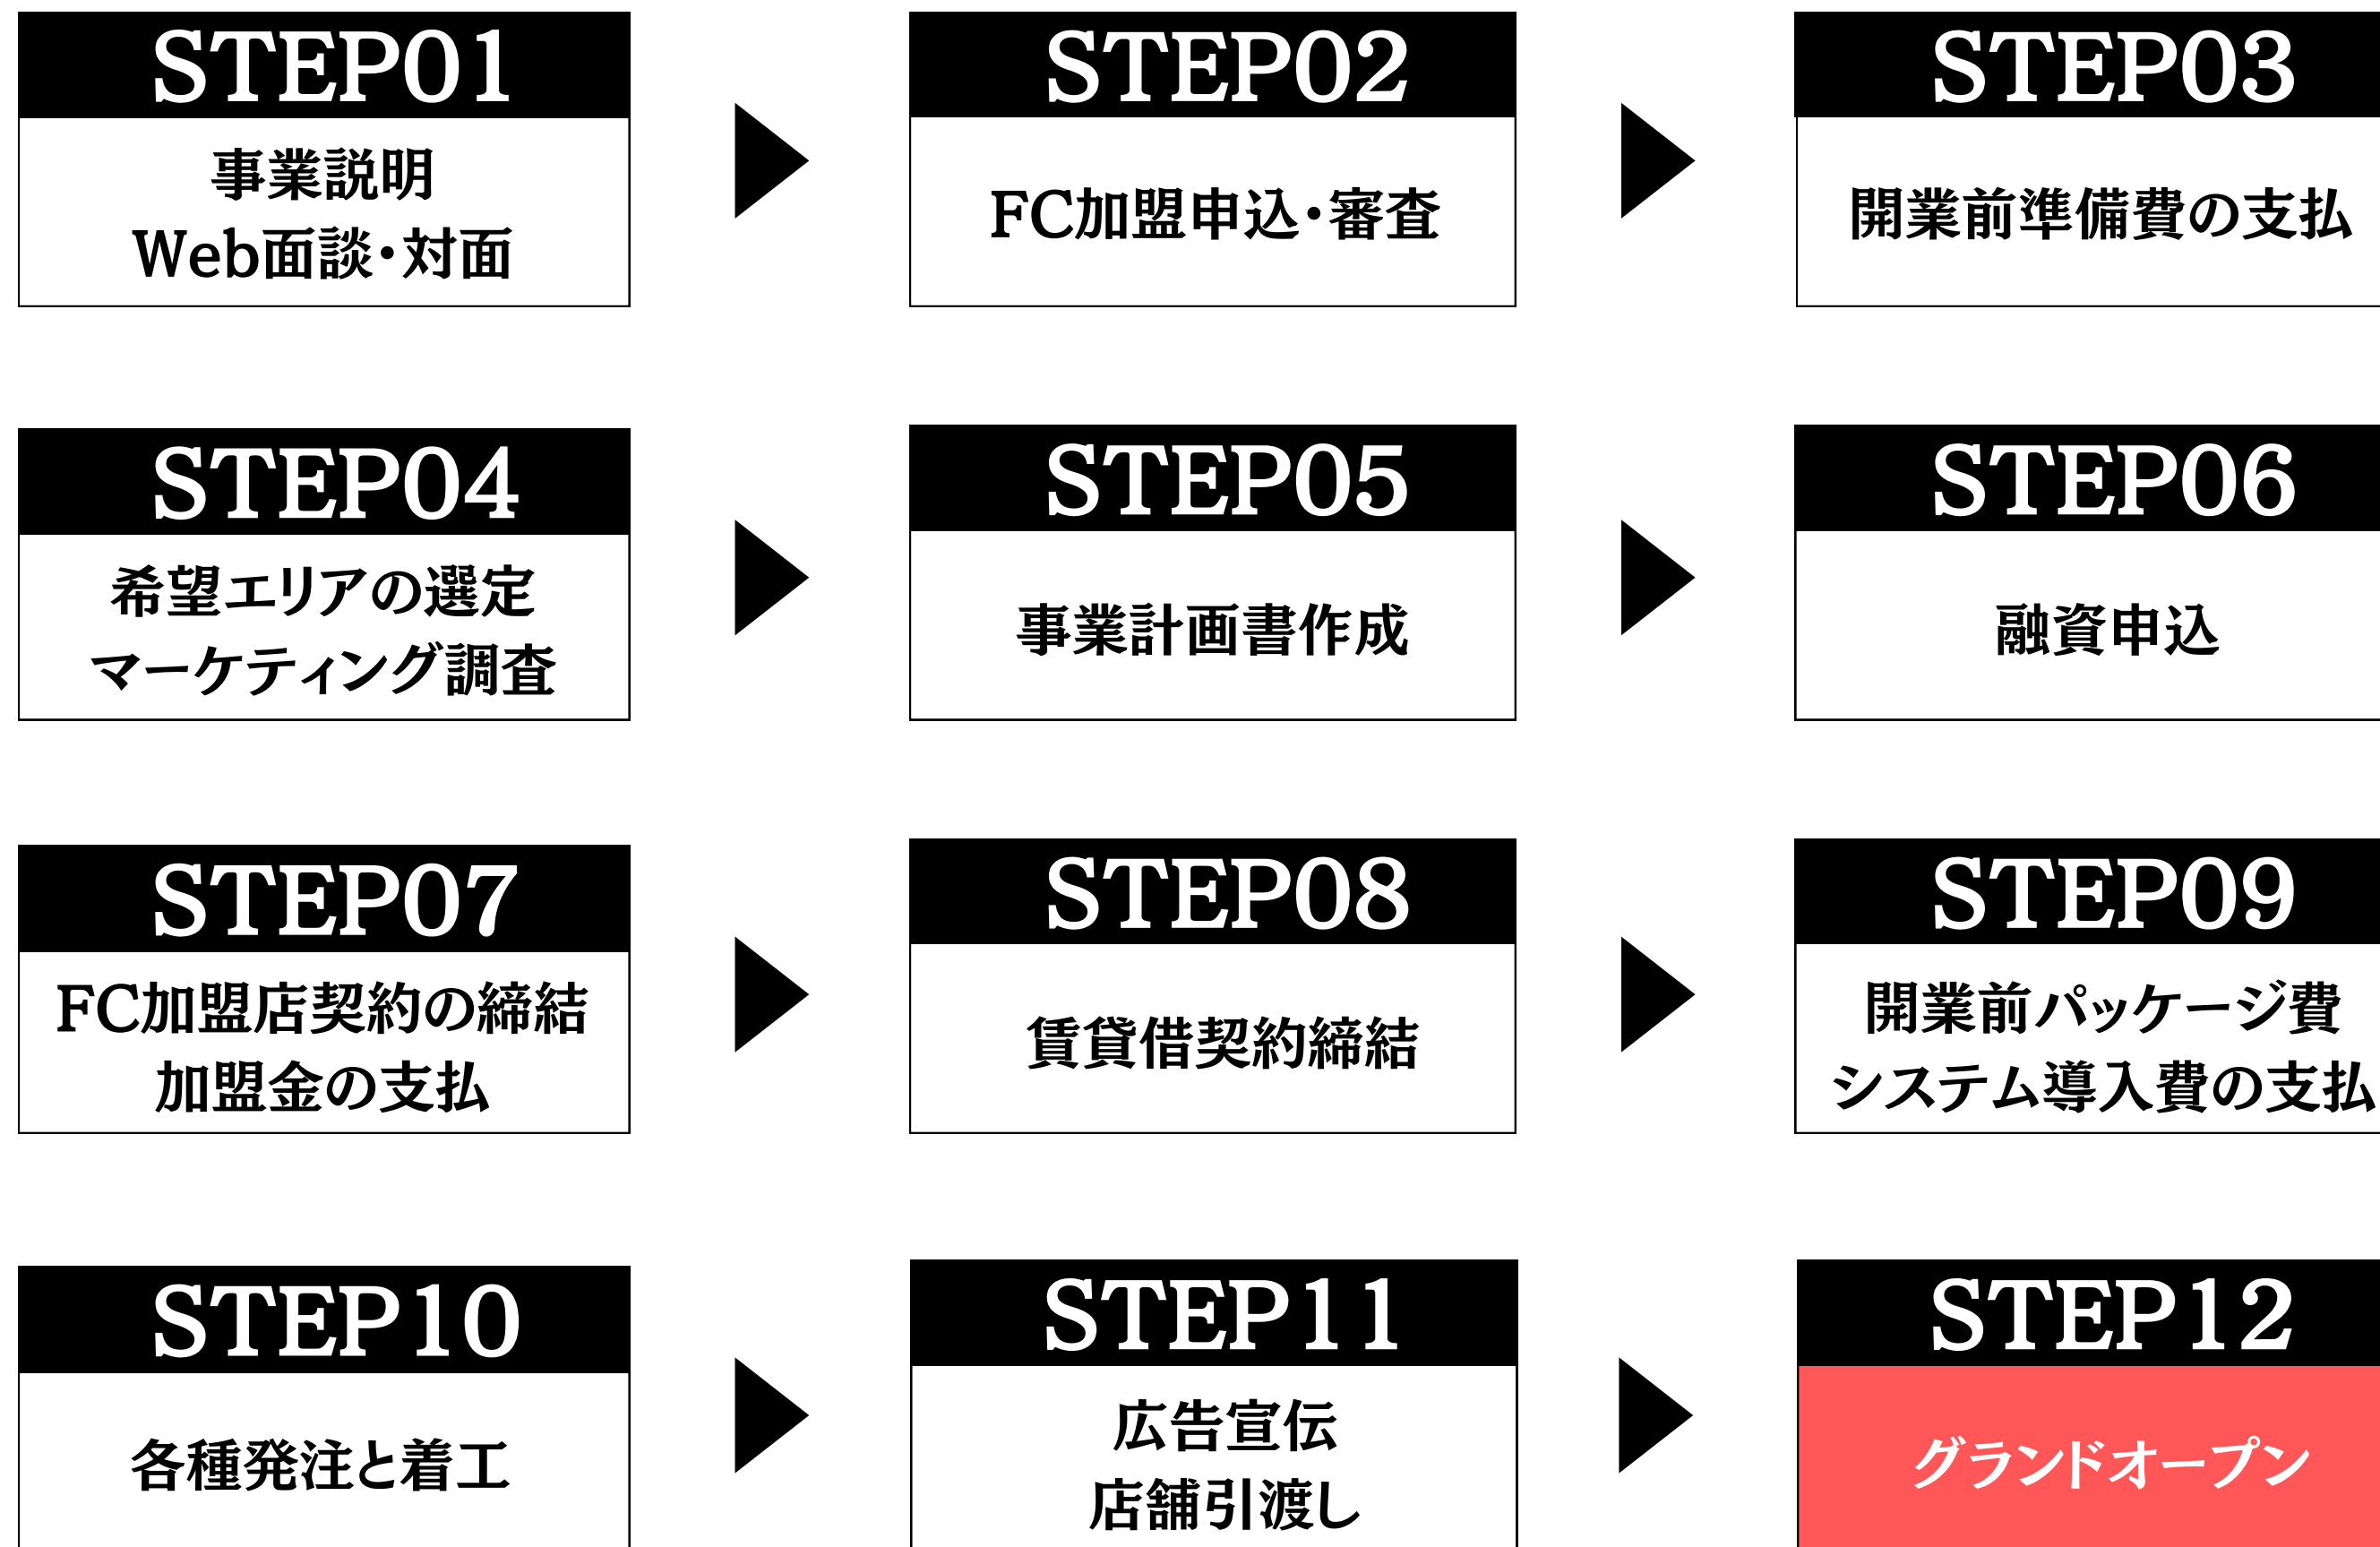 STEP01
事業説明
Web面談・対面
STEP02
FC加盟申込・審査
STEP03
開業前準備費の支払
STEP04
希望エリアの選定
マーケティング調査
STEP05
事業計画書作成
STEP06
融資申込
STEP07
FC加盟店契約の締結
加盟金の支払
STEP08
賃貸借契約締結
STEP09
開業前パッケージ費
システム導入費の支払
STEP10
各種発注と着工
STEP11
広告宣伝
店舗引渡し
STEP12
グランドオープン